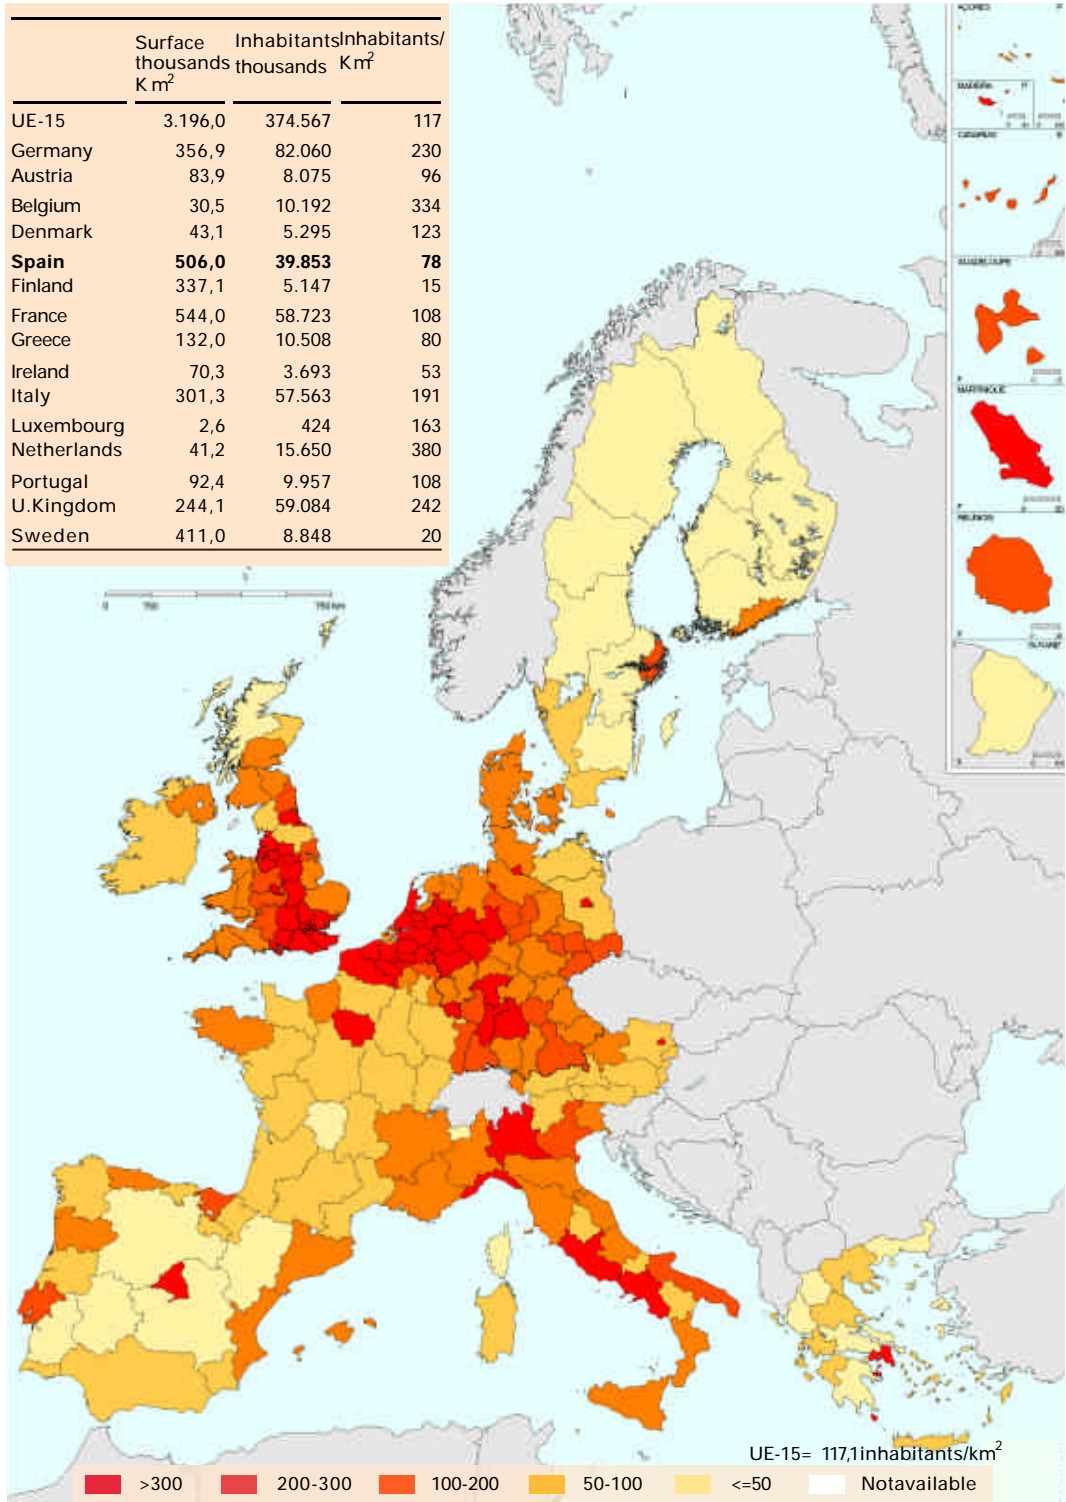 Surface thousands Km² Inhabitants thousands Inhabitants/ Km²
UE-15 3.196,0 374.567 117
Germany 356,9 82.060 230
Austria 83,9 8.075 96
Belgium 30,5 10.192 334
Denmark 43,1 5.295 123
Spain 506,0 39.853 78
Finland 337,1 5.147 15
France 544,0 58.723 108
Greece 132,0 10.508 80
Ireland 70,3 3.693 53
Italy 301,3 57.563 191
Luxembourg 2,6 424 163
Netherlands 41,2 15.650 380
Portugal 92,4 9.957 108
U.Kingdom 244,1 59.084 242
Sweden 411,0 8.848 20
MADEIRA
GUADELOUPE
MARTINIQUE
REUNION
GUYANE
UE-15= 117,1inhabitants/km²
>300 200-300 100-200 50-100 <=50 Notavailable